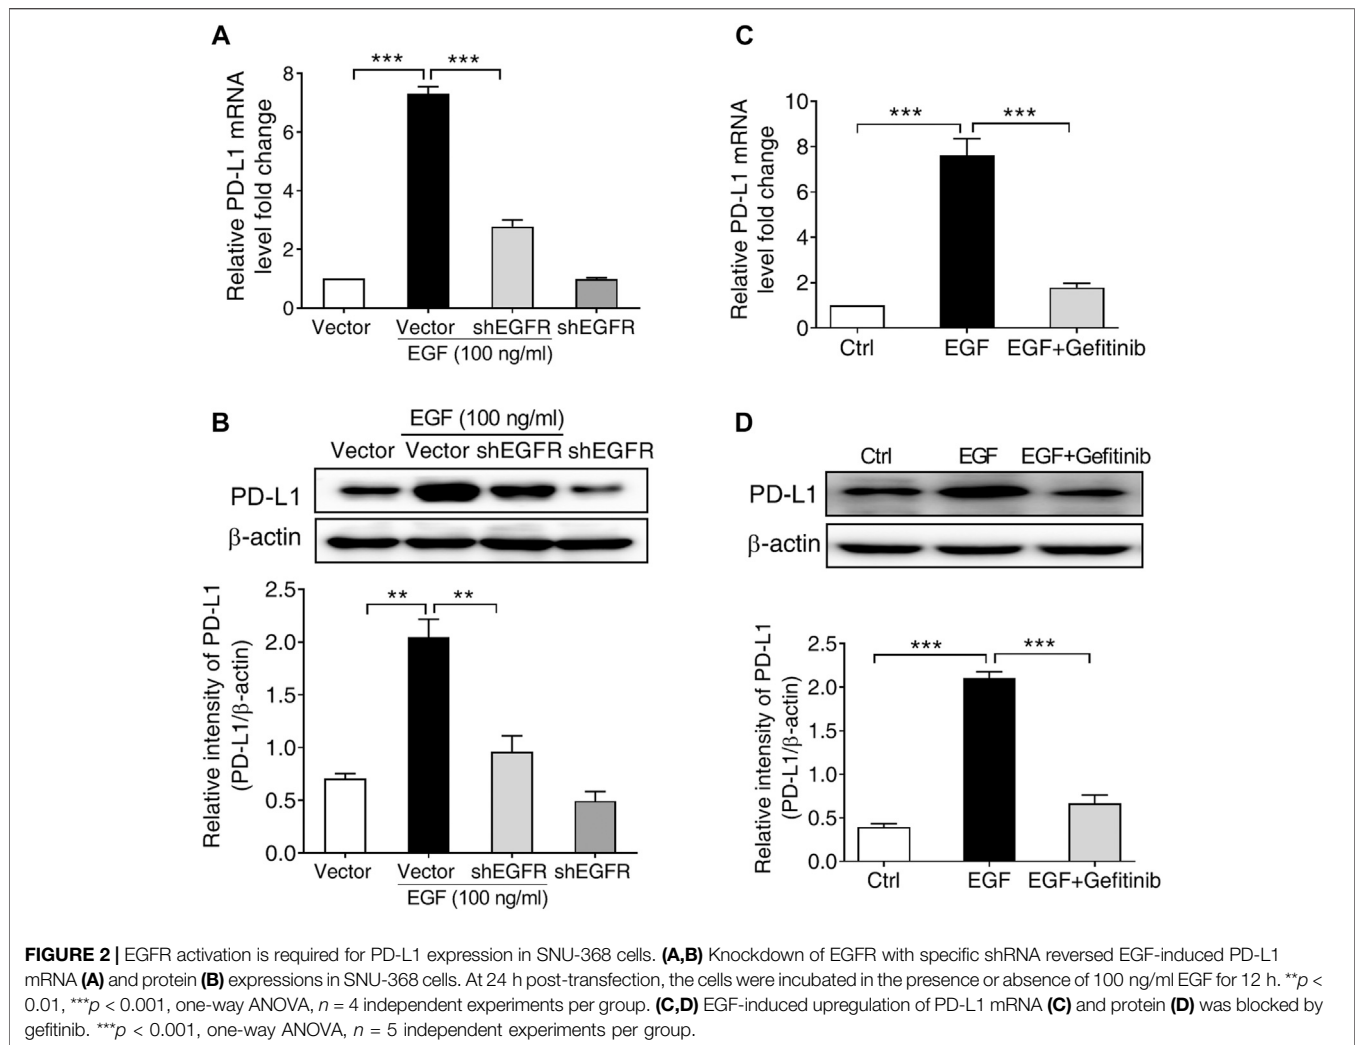 A
Relative PD-L1 mRNA
level fold change
8
6
4
2
0
***
***
Vector
Vector
shEGFR
shEGFR
EGF (100 ng/ml)
C
Relative PD-L1 mRNA
level fold change
10
8
6
4
2
0
***
***
Ctrl
EGF
EGF+Gefitinib
B
EGF (100 ng/ml)
Vector
Vector
shEGFR
shEGFR
PD-L1
β-actin
Relative intensity of PD-L1
(PD-L1/β-actin)
2.5
2.0
1.5
1.0
0.5
0.0
**
**
Vector
Vector
shEGFR
shEGFR
EGF (100 ng/ml)
D
Ctrl
EGF
EGF+Gefitinib
PD-L1
β-actin
Relative intensity of PD-L1
(PD-L1/β-actin)
2.5
2.0
1.5
1.0
0.5
0.0
***
***
Ctrl
EGF
EGF+Gefitinib
FIGURE 2 | EGFR activation is required for PD-L1 expression in SNU-368 cells. (A,B) Knockdown of EGFR with specific shRNA reversed EGF-induced PD-L1
mRNA (A) and protein (B) expressions in SNU-368 cells. At 24 h post-transfection, the cells were incubated in the presence or absence of 100 ng/ml EGF for 12 h. **p <
0.01, ***p < 0.001, one-way ANOVA, n = 4 independent experiments per group. (C,D) EGF-induced upregulation of PD-L1 mRNA (C) and protein (D) was blocked by
gefitinib. ***p < 0.001, one-way ANOVA, n = 5 independent experiments per group.